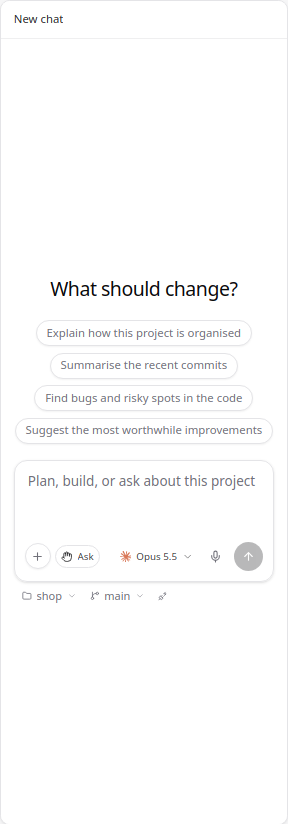 New chat
What should change?
Explain how this project is organised
Summarise the recent commits
Find bugs and risky spots in the code
Suggest the most worthwhile improvements
Plan, build, or ask about this project
Ask
Opus 5.5
shop
main